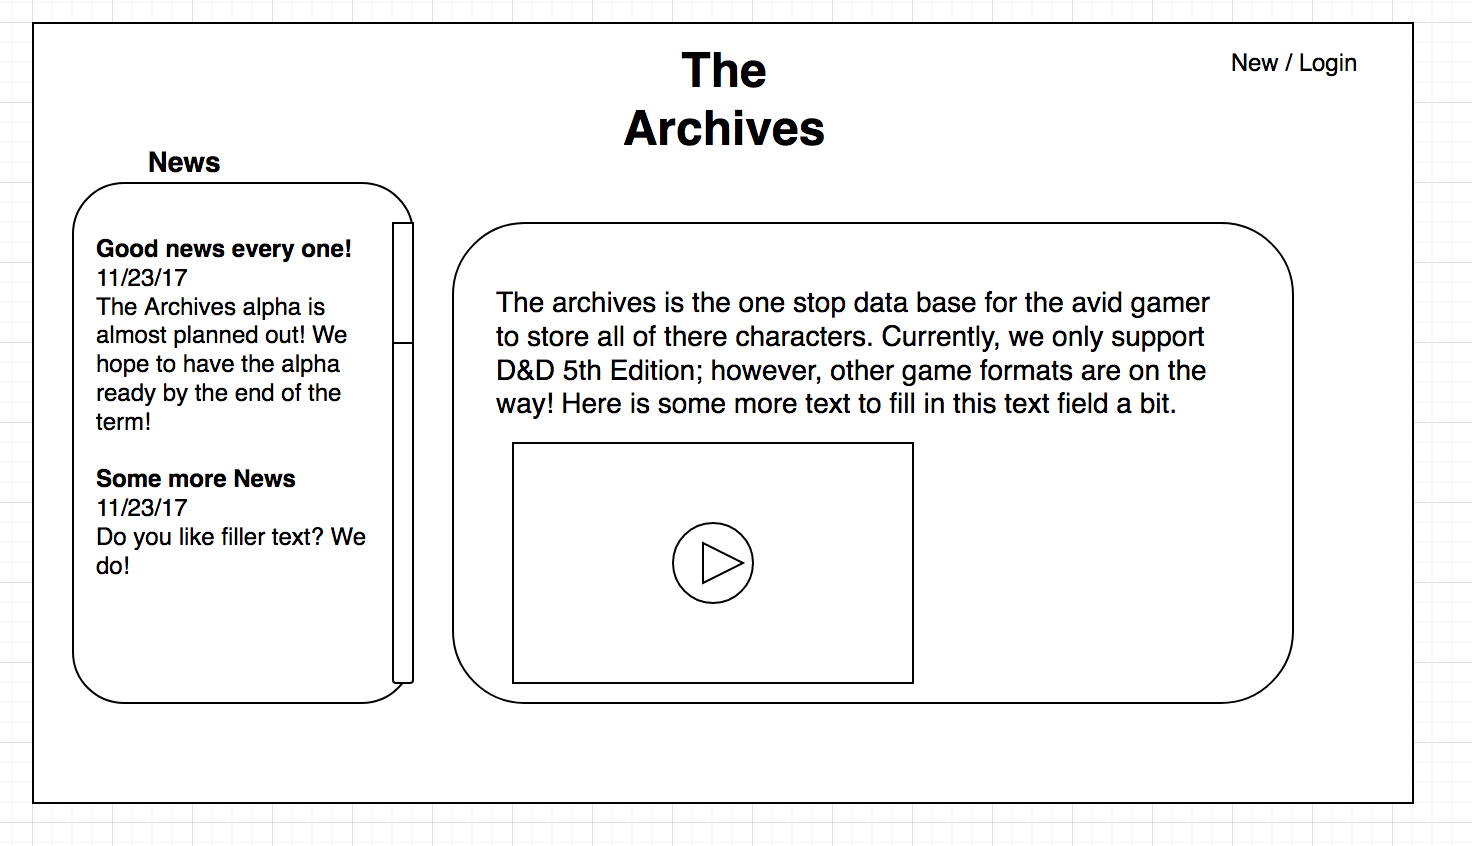 The
Archives
New / Login
News
Good news every one!
11/23/17
The Archives alpha is
almost planned out! We
hope to have the alpha
ready by the end of the
term!
Some more News
11/23/17
Do you like filler text? We
do!
The archives is the one stop data base for the avid gamer
to store all of there characters. Currently, we only support
D&D 5th Edition; however, other game formats are on the
way! Here is some more text to fill in this text field a bit.